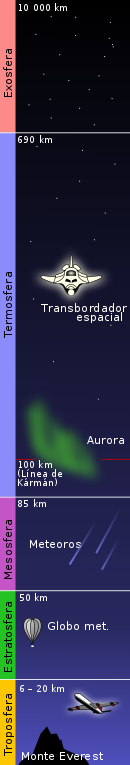 10 000 km
Exosfera
690 km
Termosfera
Transbordador
espacial
Aurora
100 km
(Línea de
Kármán)
85 km
Mesosfera
Meteoros
50 km
Estratosfera
Globo met.
6 – 20 km
Troposfera
Monte Everest